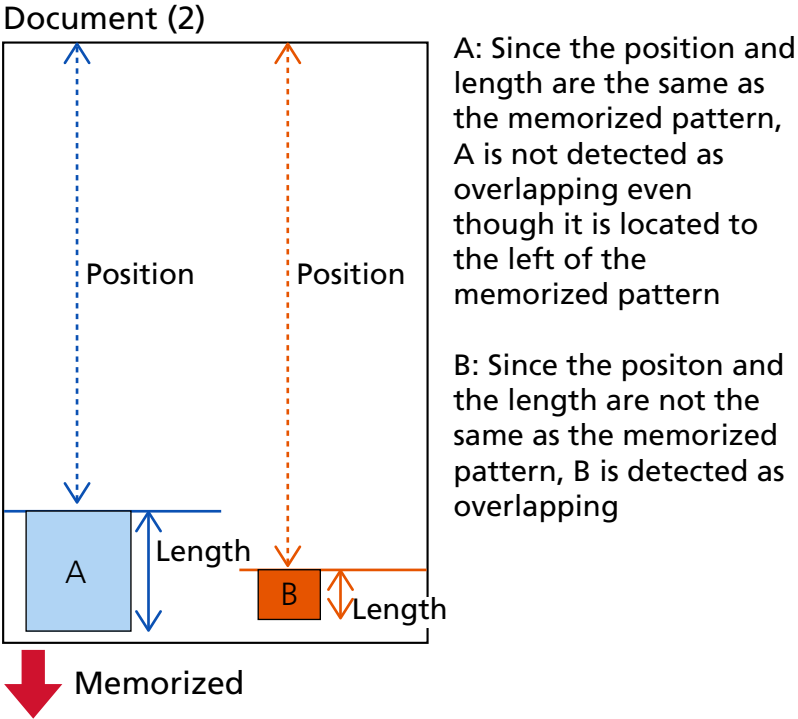 Document (2)
Position
Position
A
Length
B
Length
Memorized
A: Since the position and
length are the same as
the memorized pattern,
A is not detected as
overlapping even
though it is located to
the left of the
memorized pattern
B: Since the positon and
the length are not the
same as the memorized
pattern, B is detected as
overlapping